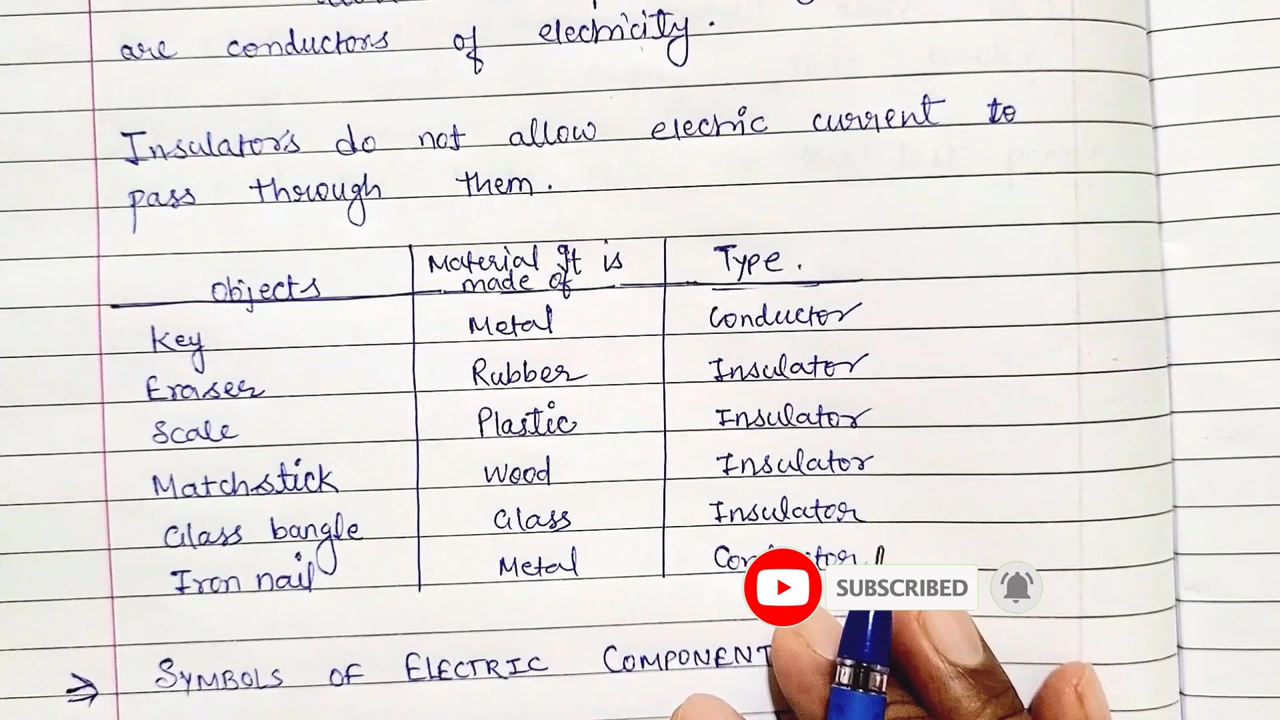 are conductors of electricity.
Insulators do not allow electric current to
pass through them.
Objects Material It is made of Type.
Key Metal Conductor
Eraser Rubber Insulator
Scale Plastic Insulator
Matchstick Wood Insulator
Glass bangle Glass Insulator
Iron nail Metal Conductor
SUBSCRIBED
→ SYMBOLS OF ELECTRIC COMPONENT